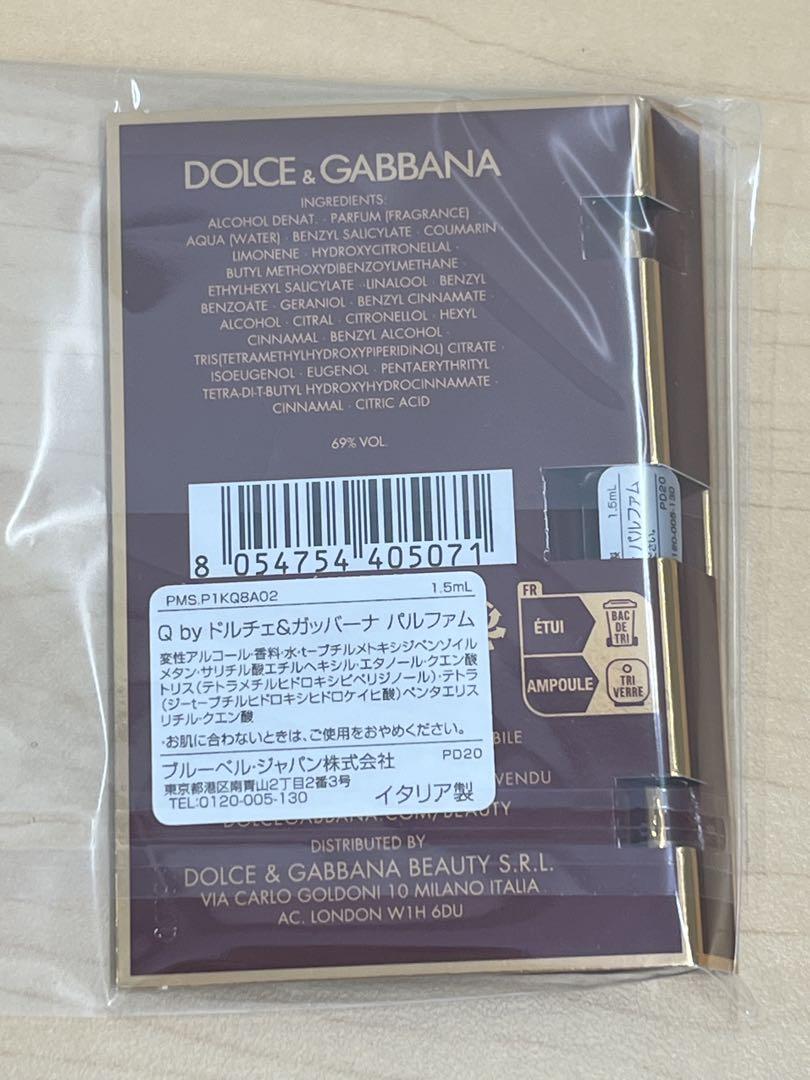 DOLCE & GABBANA
INGREDIENTS:
ALCOHOL DENAT. · PARFUM (FRAGRANCE)
AQUA (WATER) · BENZYL SALICYLATE · COUMARIN
LIMONENE · HYDROXYCITRONELLAL ·
BUTYL METHOXYDIBENZOYLMETHANE ·
ETHYLHEXYL SALICYLATE · LINALOOL · BENZYL
BENZOATE · GERANIOL · BENZYL CINNAMATE ·
ALCOHOL · CITRAL · CITRONELLOL · HEXYL
CINNAMAL · BENZYL ALCOHOL ·
TRIS(TETRAMETHYLHYDROXYPIPERIDINOL) CITRATE ·
ISOEUGENOL · EUGENOL · PENTAERYTHRITYL
TETRA-DI-T-BUTYL HYDROXYHYDROCINNAMATE ·
CINNAMAL · CITRIC ACID
69% VOL.
8 054754 405071
1.5mL
PD20
パルファム
さい。
0120-005-130
PMS.P1KQ8A02 1.5mL
Q by ドルチェ&ガッバーナ パルファム
変性アルコール・香料・水・t-ブチルメトキシジベンゾイル
メタン・サリチル酸エチルヘキシル・エタノール・クエン酸
トリス(テトラメチルヒドロキシピペリジノール)・テトラ
(ジ-t-ブチルヒドロキシヒドロケイヒ酸)ペンタエリス
リチル・クエン酸
・お肌に合わないときは、ご使用をおやめください。
ブルーベル・ジャパン株式会社 PD20
東京都港区南青山2丁目2番3号
TEL:0120-005-130 イタリア製
FR
ÉTUI
BAC DE TRI
AMPOULE
TRI VERRE
VENDU
DOLCEGABBANA.COM/BEAUTY
DISTRIBUTED BY
DOLCE & GABBANA BEAUTY S.R.L.
VIA CARLO GOLDONI 10 MILANO ITALIA
AC. LONDON W1H 6DU